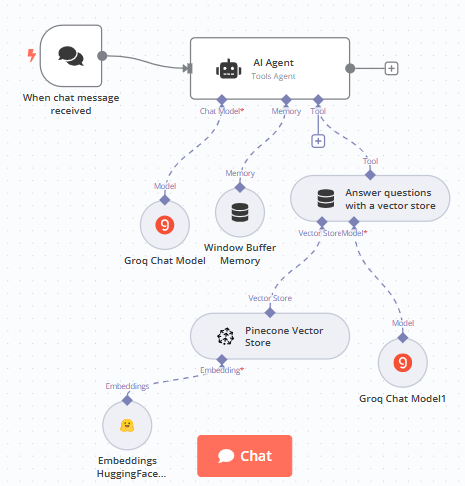 AI Agent
Tools Agent
When chat message
received
Chat Model*
Memory
Tool
Tool
Model
Memory
Answer questions
with a vector store
Groq Chat Model
Window Buffer
Memory
Vector Store
Model*
Vector Store
Pinecone Vector
Store
Model
Embedding*
Groq Chat Model1
Embeddings
Embeddings
HuggingFace...
Chat